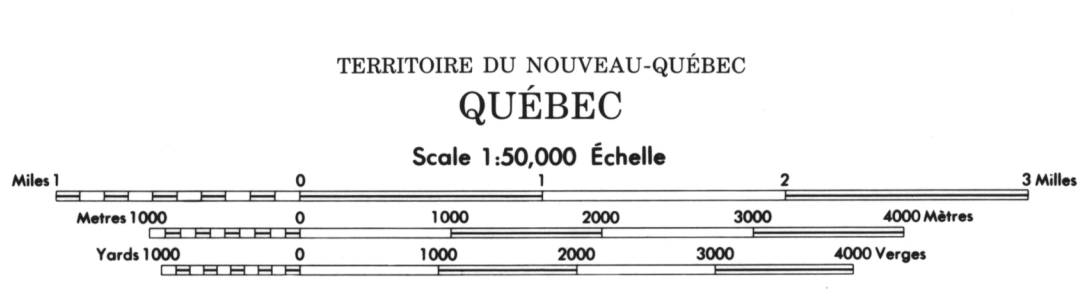 TERRITOIRE DU NOUVEAU-QUÉBEC
QUÉBEC
Scale 1:50,000 Échelle
Miles 1 0 1 2 3 Milles
Metres 1000 0 1000 2000 3000 4000 Mètres
Yards 1000 0 1000 2000 3000 4000 Verges